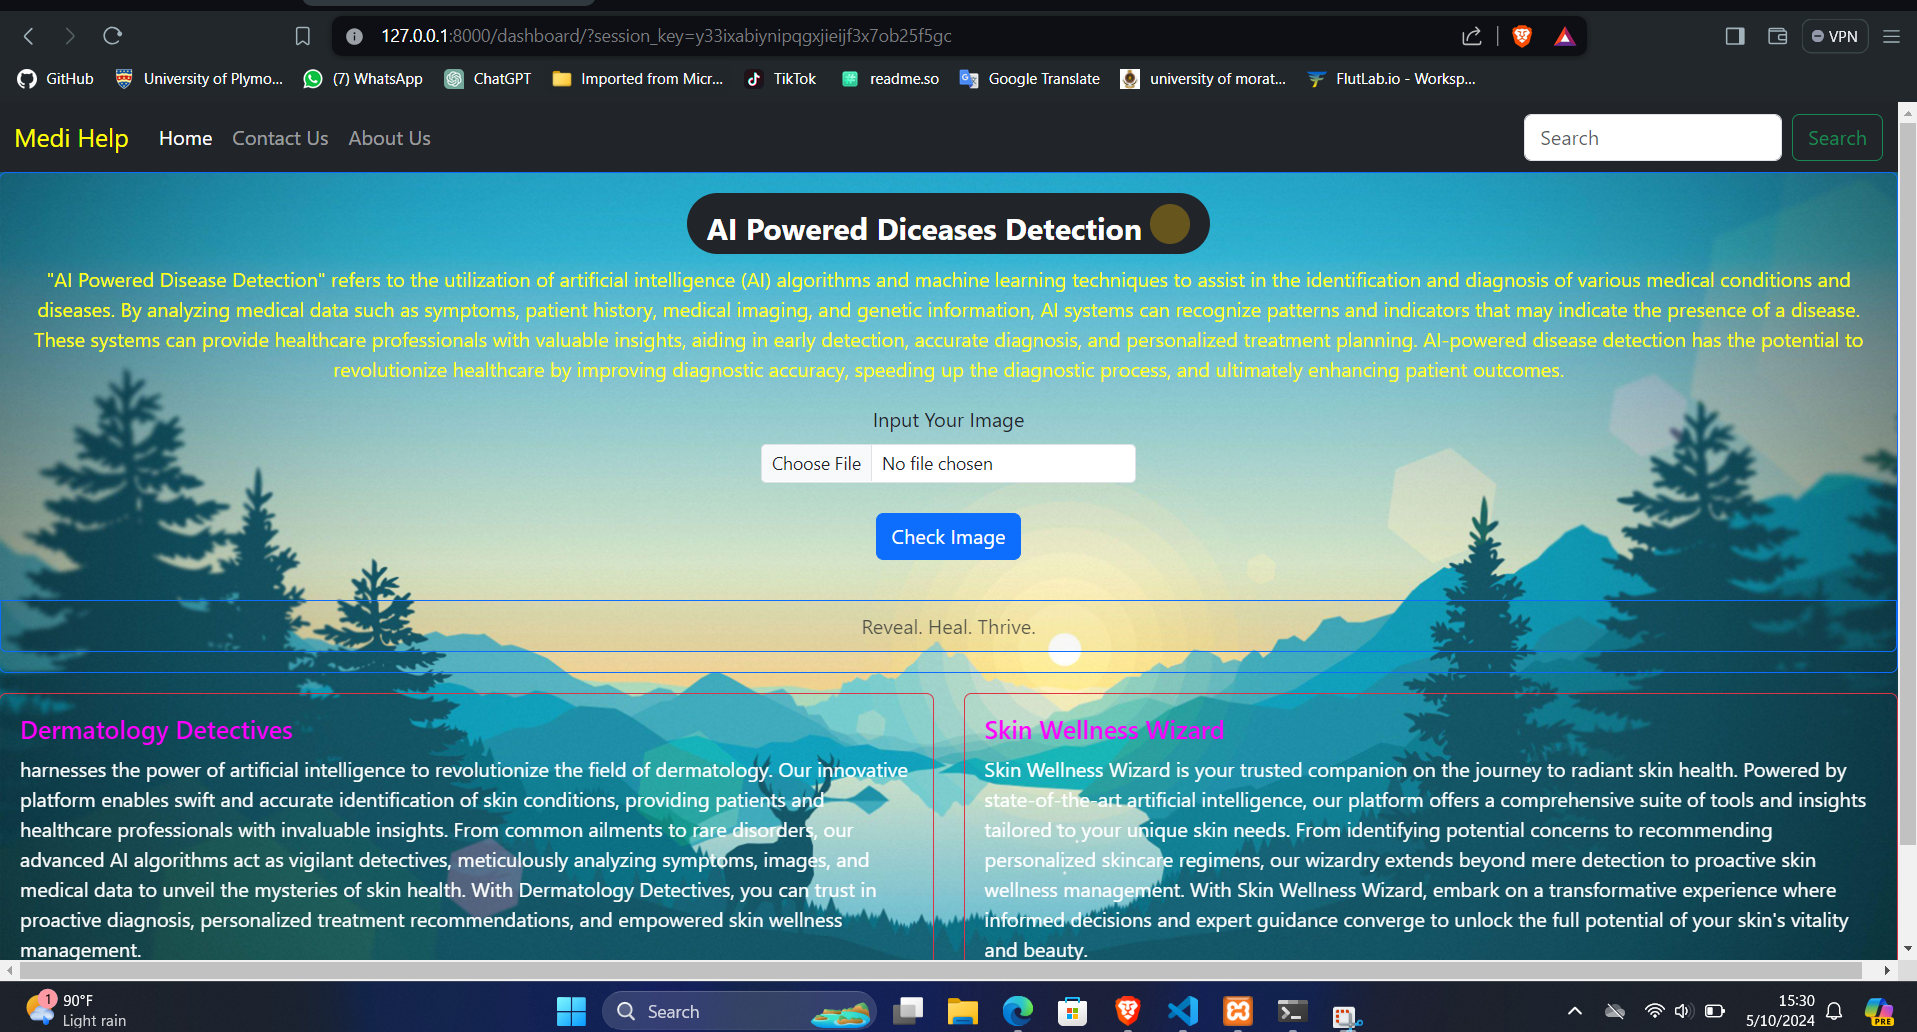 127.0.0.1:8000/dashboard/?session_key=y33ixabiynipqgxjieijf3x7ob25f5gc
VPN
GitHub University of Plymo... (7) WhatsApp ChatGPT Imported from Micr... TikTok readme.so Google Translate university of morat... FlutLab.io - Worksp...
Medi Help Home Contact Us About Us Search Search
AI Powered Diceases Detection
"AI Powered Disease Detection" refers to the utilization of artificial intelligence (AI) algorithms and machine learning techniques to assist in the identification and diagnosis of various medical conditions and
diseases. By analyzing medical data such as symptoms, patient history, medical imaging, and genetic information, AI systems can recognize patterns and indicators that may indicate the presence of a disease.
These systems can provide healthcare professionals with valuable insights, aiding in early detection, accurate diagnosis, and personalized treatment planning. AI-powered disease detection has the potential to
revolutionize healthcare by improving diagnostic accuracy, speeding up the diagnostic process, and ultimately enhancing patient outcomes.
Input Your Image
Choose File No file chosen
Check Image
Reveal. Heal. Thrive.
Dermatology Detectives
harnesses the power of artificial intelligence to revolutionize the field of dermatology. Our innovative
platform enables swift and accurate identification of skin conditions, providing patients and
healthcare professionals with invaluable insights. From common ailments to rare disorders, our
advanced AI algorithms act as vigilant detectives, meticulously analyzing symptoms, images, and
medical data to unveil the mysteries of skin health. With Dermatology Detectives, you can trust in
proactive diagnosis, personalized treatment recommendations, and empowered skin wellness
management.
Skin Wellness Wizard
Skin Wellness Wizard is your trusted companion on the journey to radiant skin health. Powered by
state-of-the-art artificial intelligence, our platform offers a comprehensive suite of tools and insights
tailored to your unique skin needs. From identifying potential concerns to recommending
personalized skincare regimens, our wizardry extends beyond mere detection to proactive skin
wellness management. With Skin Wellness Wizard, embark on a transformative experience where
informed decisions and expert guidance converge to unlock the full potential of your skin's vitality
and beauty.
1
90°F
Light rain
Search
15:30
5/10/2024
PRE